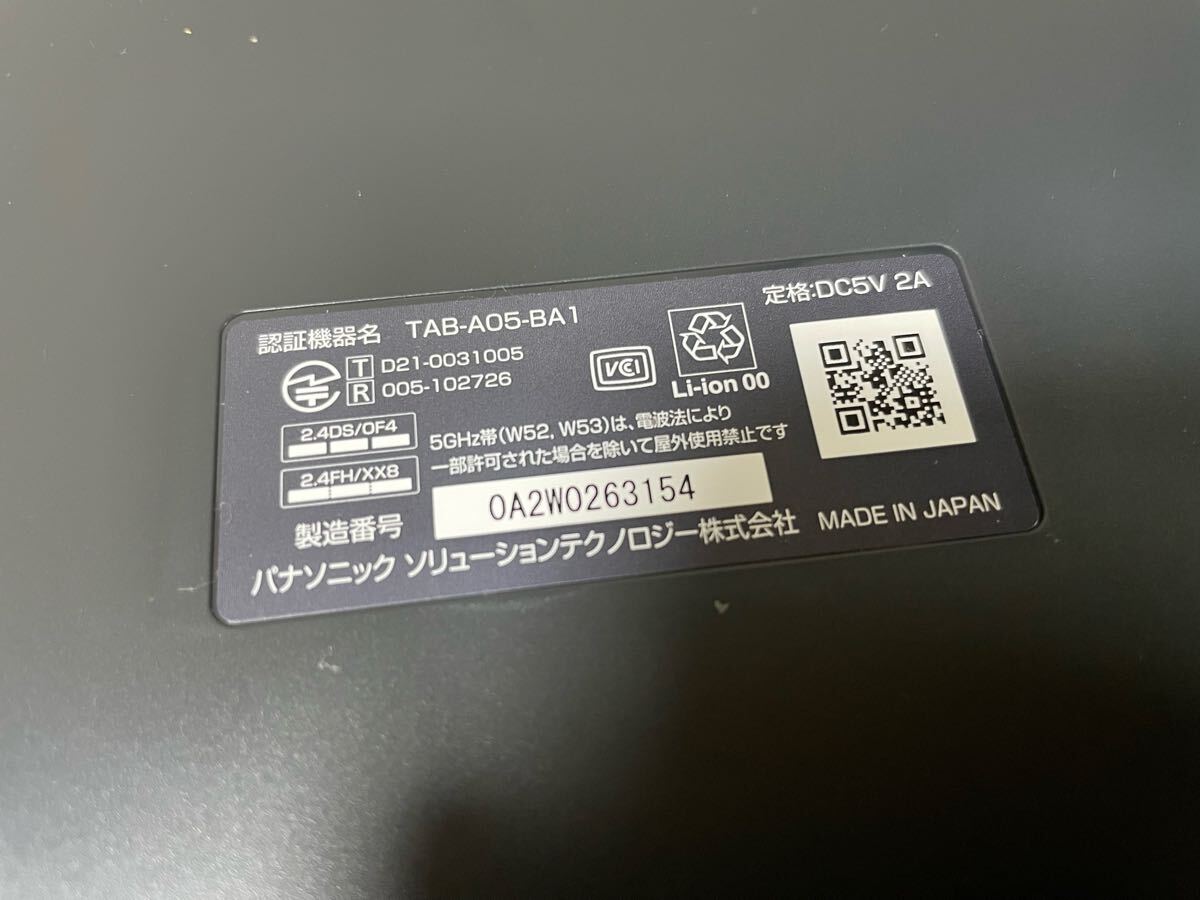 認証機器名 TAB-A05-BA1
定格:DC5V 2A
T D21-0031005
R 005-102726
VCI
Li-ion 00
2.4DS/OF4
2.4FH/XX8
5GHz帯(W52, W53)は、電波法により
一部許可された場合を除いて屋外使用禁止です
製造番号 0A2W0263154
パナソニック ソリューションテクノロジー株式会社 MADE IN JAPAN